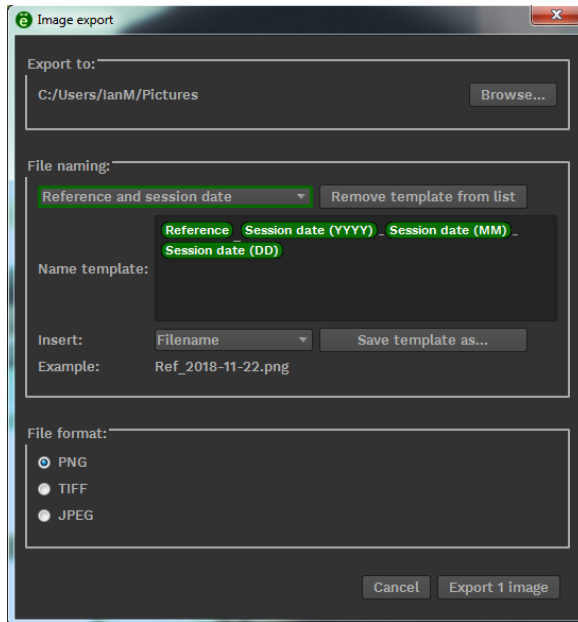 ë Image export x
Export to:
C:/Users/IanM/Pictures Browse...
File naming:
Reference and session date Remove template from list
Reference _ Session date (YYYY) - Session date (MM) -
Name template: Session date (DD)
Insert: Filename Save template as...
Example: Ref_2018-11-22.png
File format:
PNG
TIFF
JPEG
Cancel Export 1 image